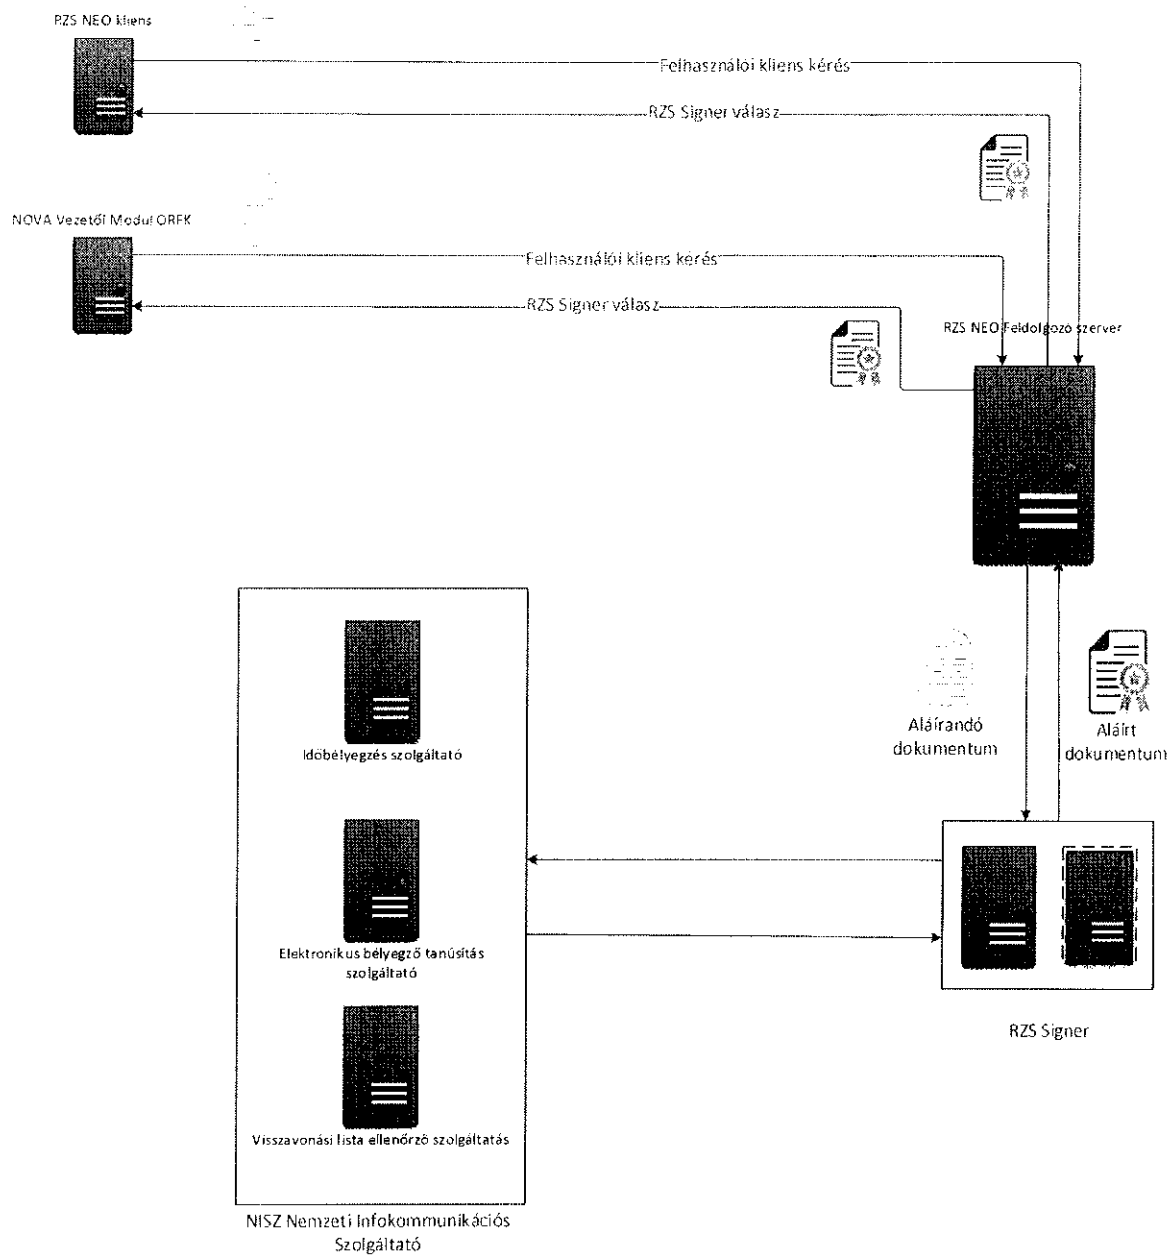 RZS NEO kliens
Felhasználói kliens kérés
RZS Signer válasz
NOVA Vezetői Modul ORFK
Felhasználói kliens kérés
RZS Signer válasz
RZS NEO Feldolgozó szerver
Aláírandó
dokumentum
Aláírt
dokumentum
Időbélyegzés szolgáltató
Elektronikus bélyegző tanúsítás
szolgáltató
RZS Signer
Visszavonási lista ellenőrző szolgáltatás
NISZ Nemzeti Infokommunikációs
Szolgáltató